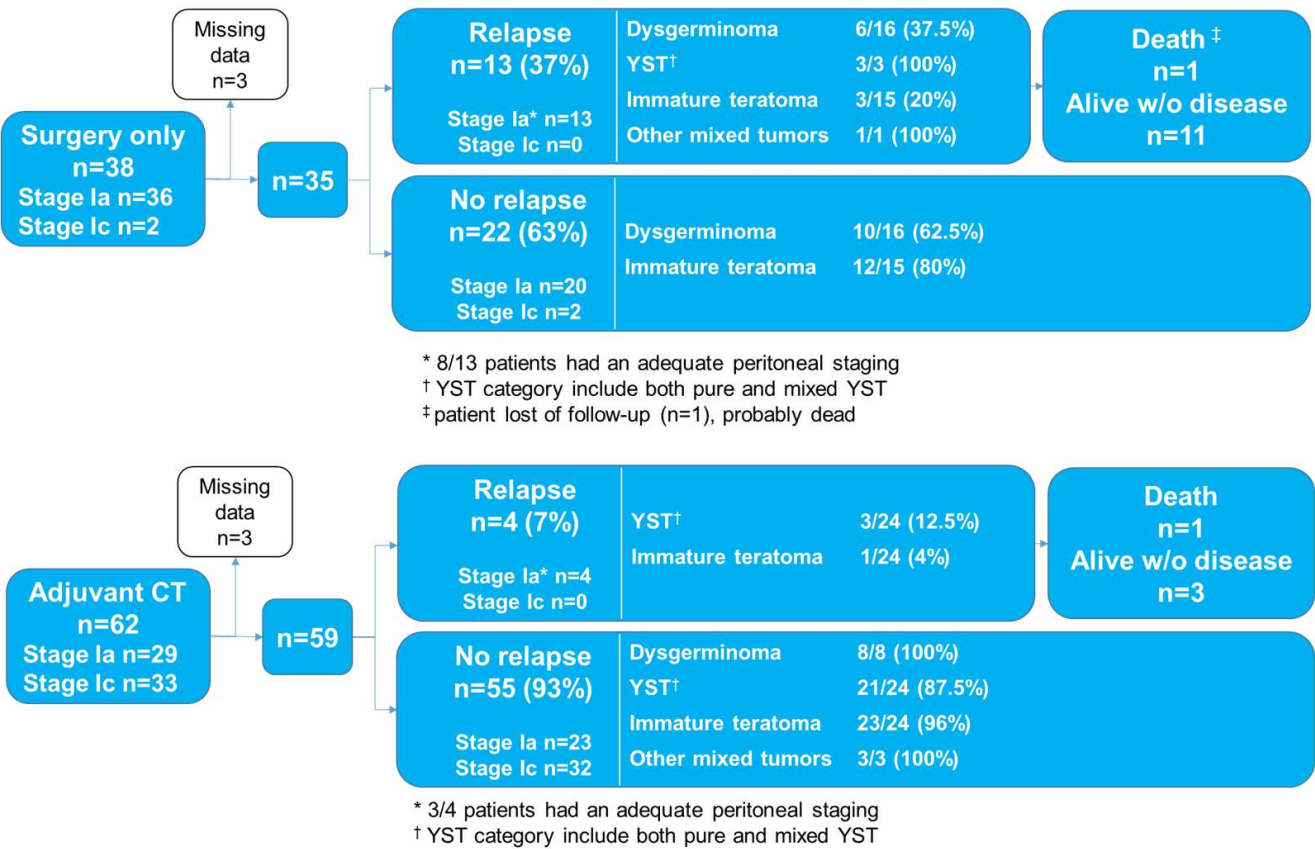 Missing
data
n=3
Surgery only
n=38
Stage Ia n=36
Stage Ic n=2
n=35
Relapse
n=13 (37%)
Stage Ia* n=13
Stage Ic n=0
Dysgerminoma 6/16 (37.5%)
YST† 3/3 (100%)
Immature teratoma 3/15 (20%)
Other mixed tumors 1/1 (100%)
Death ‡
n=1
Alive w/o disease
n=11
No relapse
n=22 (63%)
Stage Ia n=20
Stage Ic n=2
Dysgerminoma 10/16 (62.5%)
Immature teratoma 12/15 (80%)
* 8/13 patients had an adequate peritoneal staging
† YST category include both pure and mixed YST
‡ patient lost of follow-up (n=1), probably dead
Missing
data
n=3
Adjuvant CT
n=62
Stage Ia n=29
Stage Ic n=33
n=59
Relapse
n=4 (7%)
Stage Ia* n=4
Stage Ic n=0
YST† 3/24 (12.5%)
Immature teratoma 1/24 (4%)
Death
n=1
Alive w/o disease
n=3
No relapse
n=55 (93%)
Stage Ia n=23
Stage Ic n=32
Dysgerminoma 8/8 (100%)
YST† 21/24 (87.5%)
Immature teratoma 23/24 (96%)
Other mixed tumors 3/3 (100%)
* 3/4 patients had an adequate peritoneal staging
† YST category include both pure and mixed YST